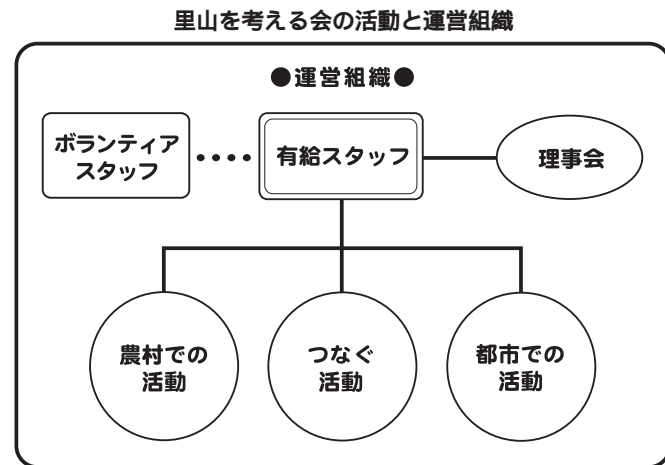 里山を考える会の活動と運営組織
●運営組織●
ボランティア
スタッフ
有給スタッフ
理事会
農村での
活動
つなぐ
活動
都市での
活動